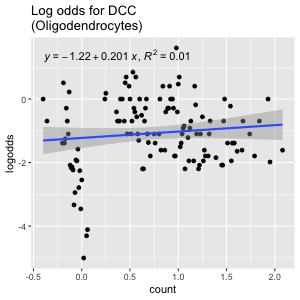 Log odds for DCC
(Oligodendrocytes)
y = −1.22 + 0.201 x, R² = 0.01
0
-2
-4
logodds
-0.5 0.0 0.5 1.0 1.5 2.0
count